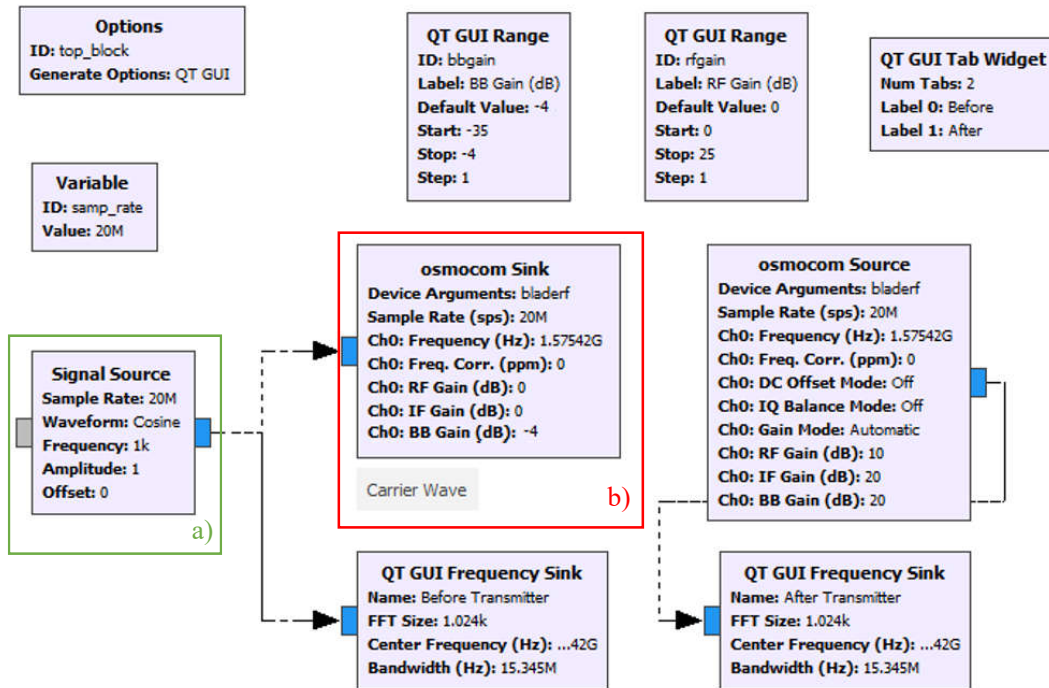 Options
ID: top_block
Generate Options: QT GUI
QT GUI Range
ID: bbgain
Label: BB Gain (dB)
Default Value: -4
Start: -35
Stop: -4
Step: 1
QT GUI Range
ID: rfgain
Label: RF Gain (dB)
Default Value: 0
Start: 0
Stop: 25
Step: 1
QT GUI Tab Widget
Num Tabs: 2
Label 0: Before
Label 1: After
Variable
ID: samp_rate
Value: 20M
Signal Source
Sample Rate: 20M
Waveform: Cosine
Frequency: 1k
Amplitude: 1
Offset: 0
a)
osmocom Sink
Device Arguments: bladerf
Sample Rate (sps): 20M
Ch0: Frequency (Hz): 1.57542G
Ch0: Freq. Corr. (ppm): 0
Ch0: RF Gain (dB): 0
Ch0: IF Gain (dB): 0
Ch0: BB Gain (dB): -4
Carrier Wave
b)
osmocom Source
Device Arguments: bladerf
Sample Rate (sps): 20M
Ch0: Frequency (Hz): 1.57542G
Ch0: Freq. Corr. (ppm): 0
Ch0: DC Offset Mode: Off
Ch0: IQ Balance Mode: Off
Ch0: Gain Mode: Automatic
Ch0: RF Gain (dB): 10
Ch0: IF Gain (dB): 20
Ch0: BB Gain (dB): 20
QT GUI Frequency Sink
Name: Before Transmitter
FFT Size: 1.024k
Center Frequency (Hz): ...42G
Bandwidth (Hz): 15.345M
QT GUI Frequency Sink
Name: After Transmitter
FFT Size: 1.024k
Center Frequency (Hz): ...42G
Bandwidth (Hz): 15.345M